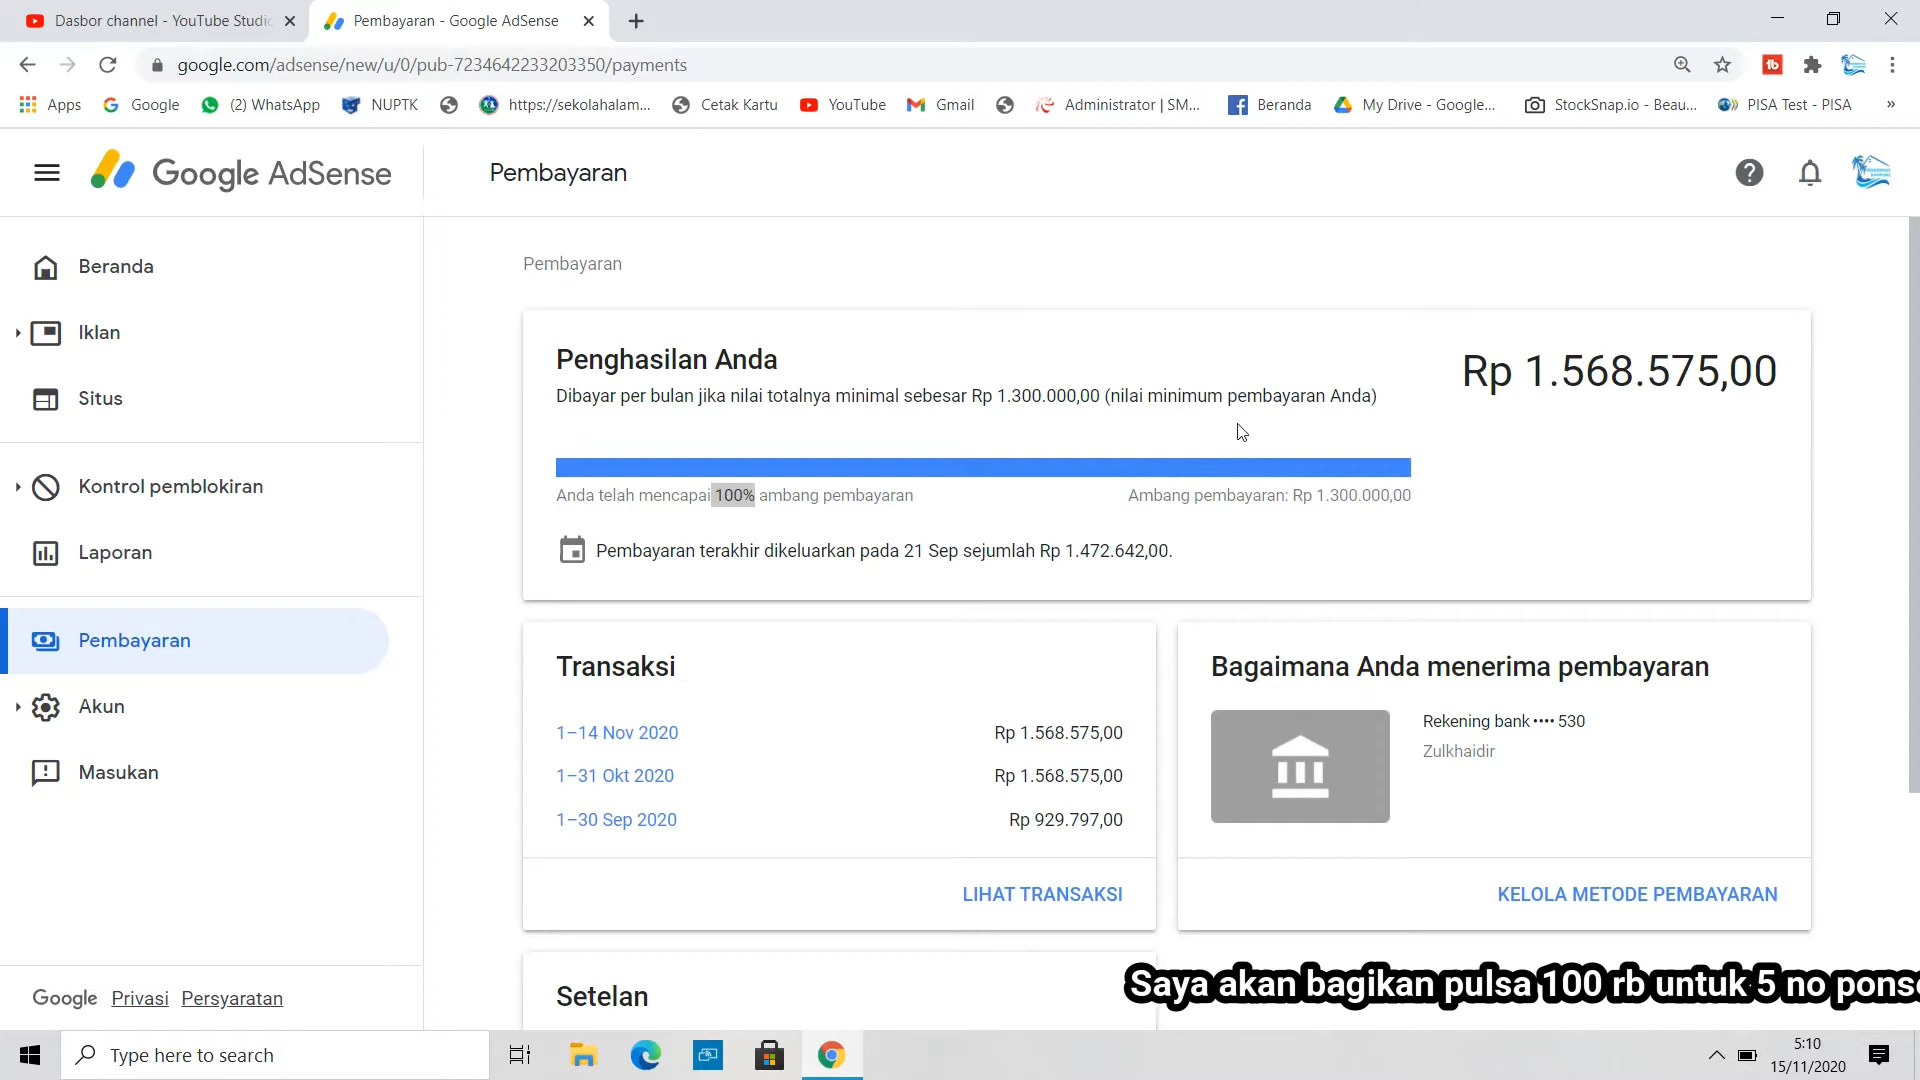 Dasbor channel - YouTube Studio
Pembayaran - Google AdSense
google.com/adsense/new/u/0/pub-7234642233203350/payments
Apps
Google
(2) WhatsApp
NUPTK
https://sekolahalam...
Cetak Kartu
YouTube
Gmail
Administrator | SM...
Beranda
My Drive - Google...
StockSnap.io - Beau...
PISA Test - PISA
»
Google AdSense
Pembayaran
Beranda
Iklan
Situs
Kontrol pemblokiran
Laporan
Pembayaran
Akun
Masukan
Google Privasi Persyaratan
Pembayaran
Penghasilan Anda
Rp 1.568.575,00
Dibayar per bulan jika nilai totalnya minimal sebesar Rp 1.300.000,00 (nilai minimum pembayaran Anda)
Anda telah mencapai 100% ambang pembayaran
Ambang pembayaran: Rp 1.300.000,00
Pembayaran terakhir dikeluarkan pada 21 Sep sejumlah Rp 1.472.642,00.
Transaksi
1–14 Nov 2020 Rp 1.568.575,00
1–31 Okt 2020 Rp 1.568.575,00
1–30 Sep 2020 Rp 929.797,00
LIHAT TRANSAKSI
Bagaimana Anda menerima pembayaran
Rekening bank •••• 530
Zulkhaidir
KELOLA METODE PEMBAYARAN
Setelan
Saya akan bagikan pulsa 100 rb untuk 5 no pons
Type here to search
5:10
15/11/2020